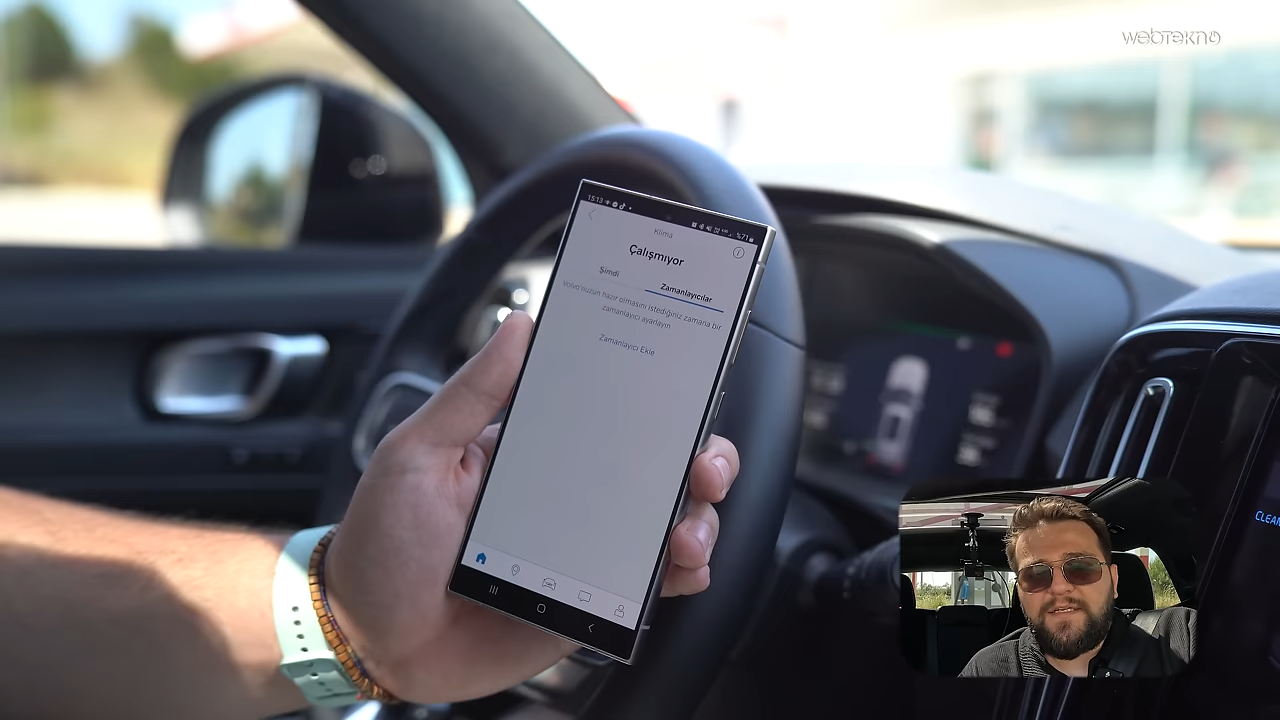 webtekno
15:13
%71
Klima
Çalışmıyor
Şimdi
Zamanlayıcılar
Volvo'nuzun hazır olmasını istediğiniz zamana bir
zamanlayıcı ayarlayın
Zamanlayıcı Ekle
CLEAN